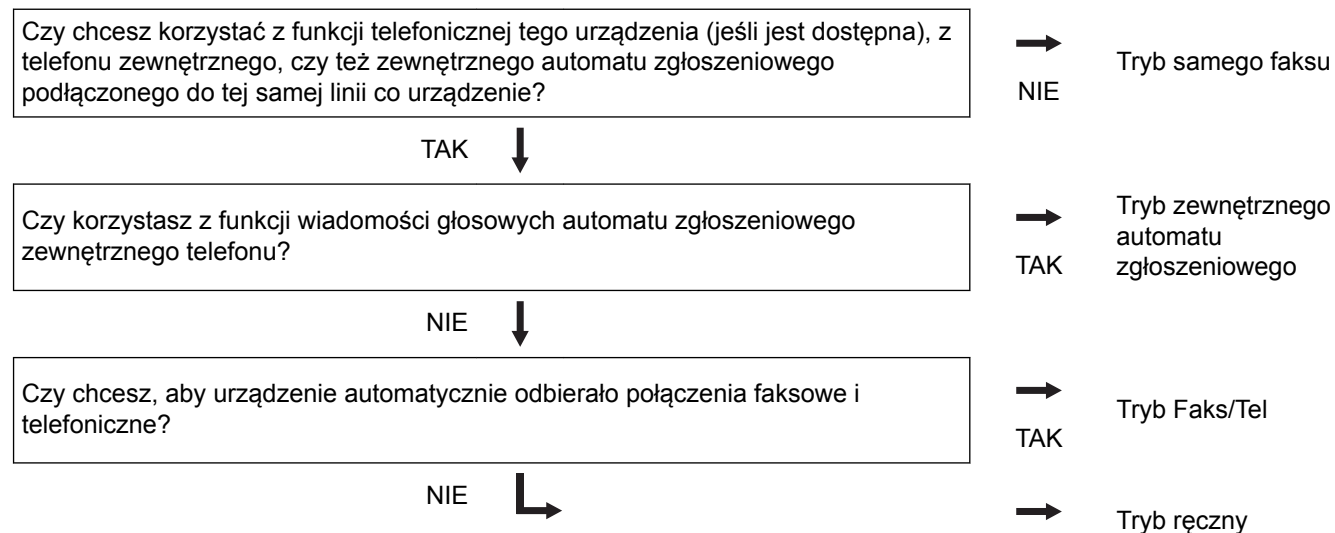 Czy chcesz korzystać z funkcji telefonicznej tego urządzenia (jeśli jest dostępna), z
telefonu zewnętrznego, czy też zewnętrznego automatu zgłoszeniowego
podłączonego do tej samej linii co urządzenie?
NIE
Tryb samego faksu
TAK
Czy korzystasz z funkcji wiadomości głosowych automatu zgłoszeniowego
zewnętrznego telefonu?
TAK
Tryb zewnętrznego
automatu
zgłoszeniowego
NIE
Czy chcesz, aby urządzenie automatycznie odbierało połączenia faksowe i
telefoniczne?
TAK
Tryb Faks/Tel
NIE
Tryb ręczny